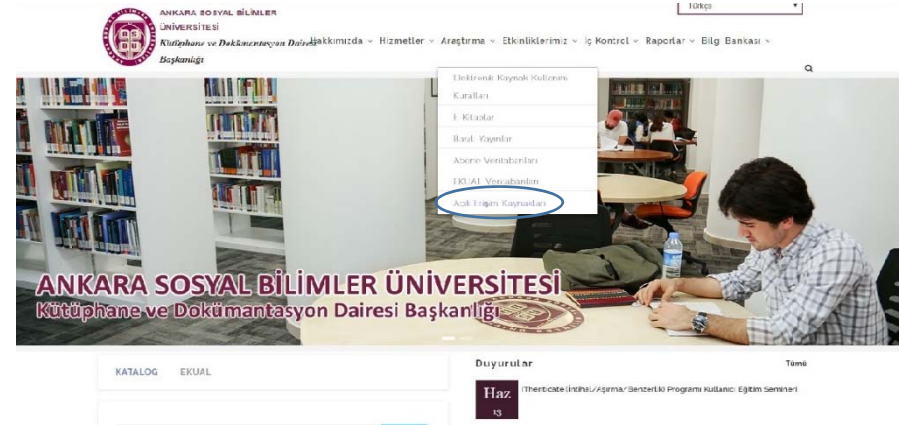 ANKARA SOSYAL BİLİMLER
ÜNİVERSİTESİ
Kütüphane ve Dokümantasyon Dairesi
Başkanlığı
Türkçe
Hakkımızda Hizmetler Araştırma Etkinliklerimiz İç Kontrol Raporlar Bilgi Bankası
Elektronik Kaynak Kullanım
Kuralları
E-Kitaplar
Basılı Yayınlar
Abone Veritabanları
EKUAL Veritabanları
Açık Erişim Kaynakları
ANKARA SOSYAL BİLİMLER ÜNİVERSİTESİ
Kütüphane ve Dokümantasyon Dairesi Başkanlığı
KATALOG EKUAL
Duyurular Tümü
Haz
13
iThenticate (İntihal/Aşırma/Benzerlik) Programı Kullanıcı Eğitim Semineri